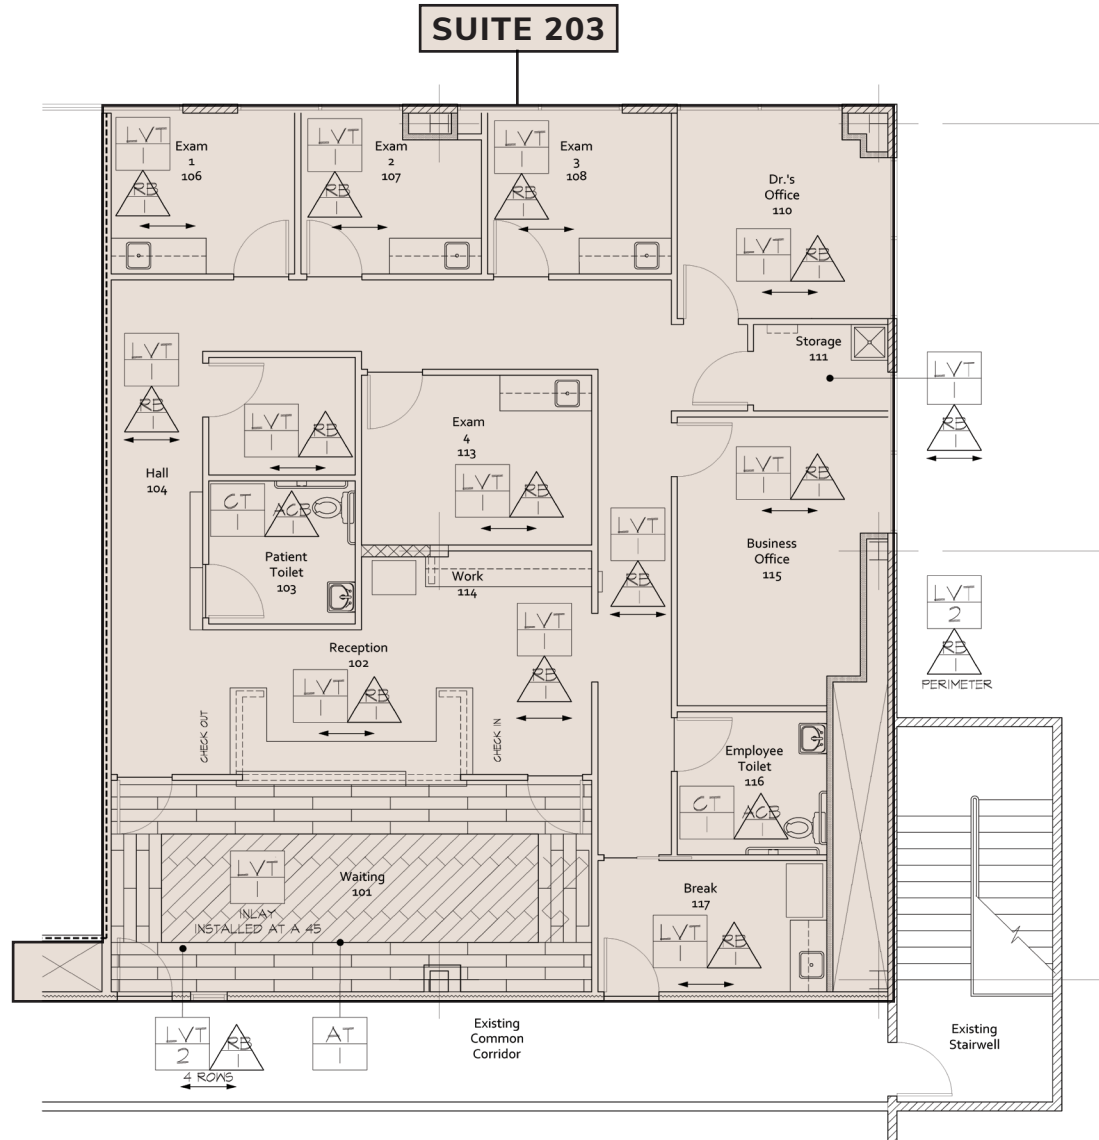 SUITE 203
LVT
1
RB
1
Exam
1
106
LVT
1
RB
1
Exam
2
107
LVT
1
RB
1
Exam
3
108
Dr.'s
Office
110
LVT
1
RB
1
Storage
111
LVT
1
RB
1
LVT
1
RB
1
Hall
104
LVT
1
RB
1
Exam
4
113
LVT
1
RB
1
LVT
1
RB
1
CT
1
ACB
1
Patient
Toilet
103
LVT
1
RB
1
Business
Office
115
Work
114
LVT
2
RB
1
PERIMETER
LVT
1
RB
1
Reception
102
LVT
1
RB
1
CHECK OUT
CHECK IN
Employee
Toilet
116
CT
1
ACB
1
LVT
1
Waiting
101
INLAY
INSTALLED AT A 45
Break
117
LVT
1
RB
1
LVT
2
RB
1
4 ROWS
AT
1
Existing
Common
Corridor
Existing
Stairwell